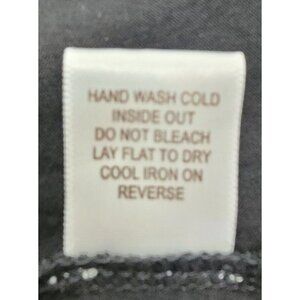 HAND WASH COLD
INSIDE OUT
DO NOT BLEACH
LAY FLAT TO DRY
COOL IRON ON
REVERSE